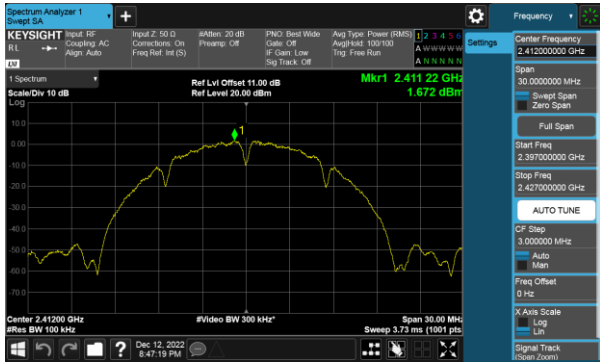 Spectrum Analyzer 1
Swept SA
Frequency
KEYSIGHT
RL
LXI
Input: RF
Coupling: AC
Align: Auto
Input Z: 50 Ω
Corrections: On
Freq Ref: Int (S)
#Atten: 20 dB
Preamp: Off
PNO: Best Wide
Gate: Off
IF Gain: Low
Sig Track: Off
Avg Type: Power (RMS)
Avg|Hold: 100/100
Trig: Free Run
1 2 3 4 5 6
A W W W W W
A N N N N N
Settings
Center Frequency
2.412000000 GHz
Span
30.0000000 MHz
Swept Span
Zero Span
Full Span
Start Freq
2.397000000 GHz
Stop Freq
2.427000000 GHz
AUTO TUNE
CF Step
3.000000 MHz
Auto
Man
Freq Offset
0 Hz
X Axis Scale
Log
Lin
Signal Track
(Span Zoom)
1 Spectrum
Scale/Div 10 dB
Ref Lvl Offset 11.00 dB
Ref Level 20.00 dBm
Mkr1 2.411 22 GHz
1.672 dBm
Log
10.0
0.00
-10.0
-20.0
-30.0
-40.0
-50.0
-60.0
-70.0
1
Center 2.41200 GHz
#Res BW 100 kHz
#Video BW 300 kHz*
Span 30.00 MHz
Sweep 3.73 ms (1001 pts)
?
Dec 12, 2022
8:47:19 PM